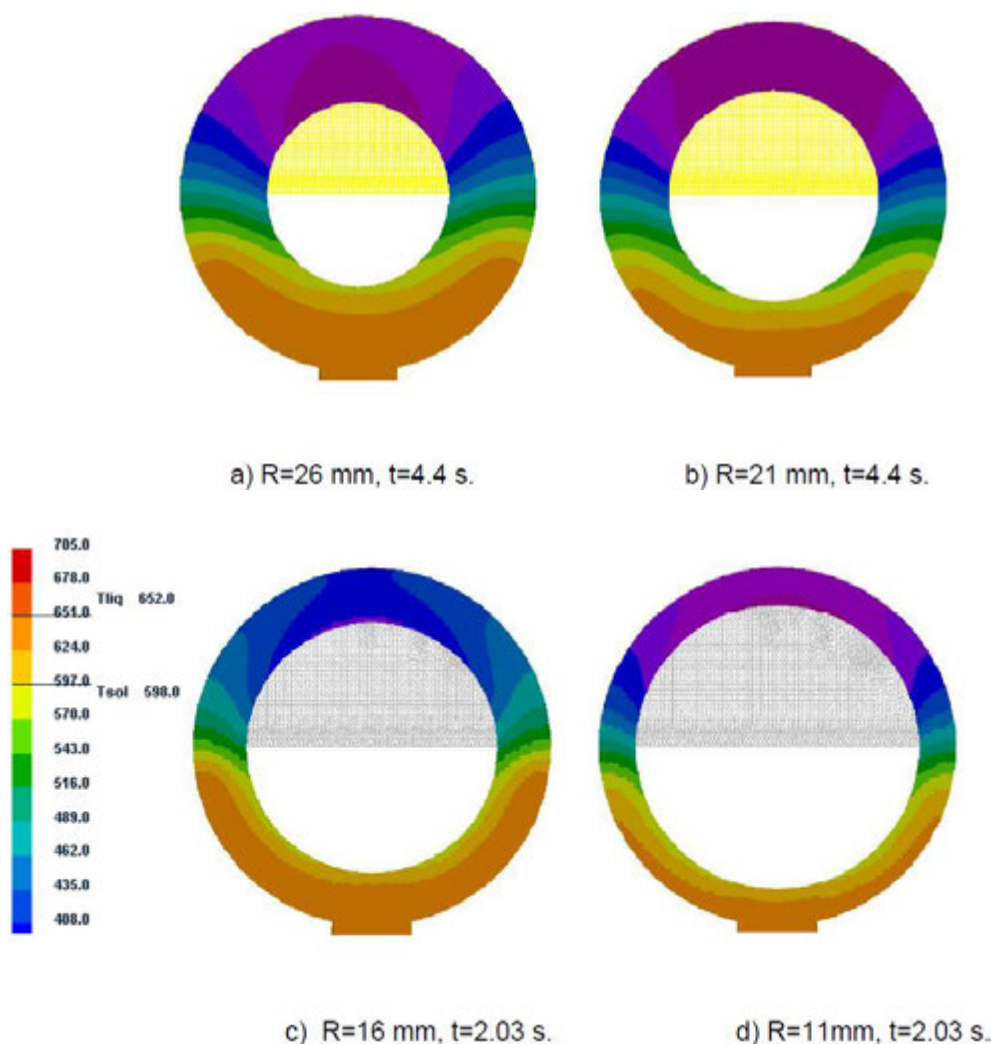 a) R=26 mm, t=4.4 s.
b) R=21 mm, t=4.4 s.
705.0
678.0
Tliq 652.0
651.0
624.0
597.0
Tsol 598.0
570.0
543.0
516.0
489.0
462.0
435.0
408.0
c) R=16 mm, t=2.03 s.
d) R=11mm, t=2.03 s.